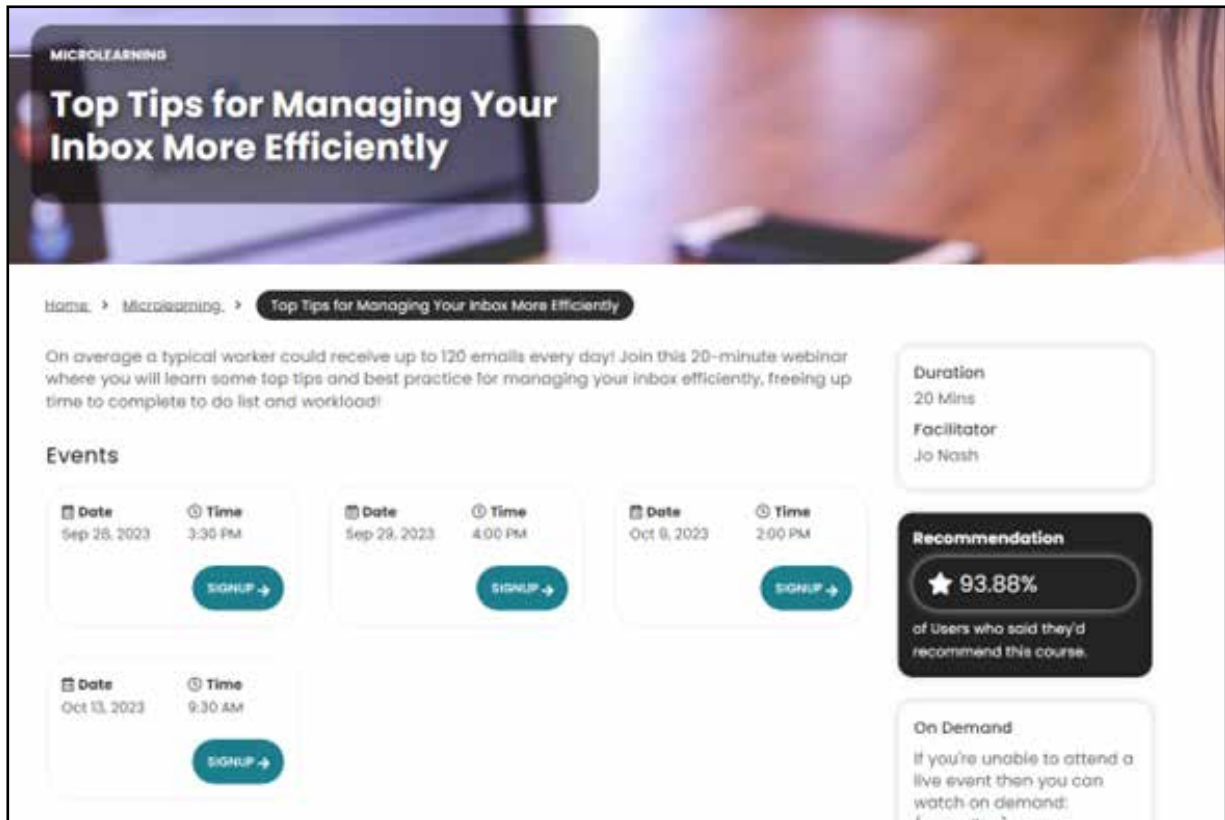 MICROLEARNING
Top Tips for Managing Your
Inbox More Efficiently
Home > Microlearning > Top Tips for Managing Your Inbox More Efficiently
On average a typical worker could receive up to 120 emails every day! Join this 20-minute webinar
where you will learn some top tips and best practice for managing your inbox efficiently, freeing up
time to complete to do list and workload!
Events
Date Time
Sep 28, 2023 3:30 PM
SIGNUP
Date Time
Sep 29, 2023 4:00 PM
SIGNUP
Date Time
Oct 9, 2023 2:00 PM
SIGNUP
Date Time
Oct 13, 2023 9:30 AM
SIGNUP
Duration
20 Mins
Facilitator
Jo Nash
Recommendation
93.88%
of Users who said they'd
recommend this course.
On Demand
If you're unable to attend a
live event then you can
watch on demand: